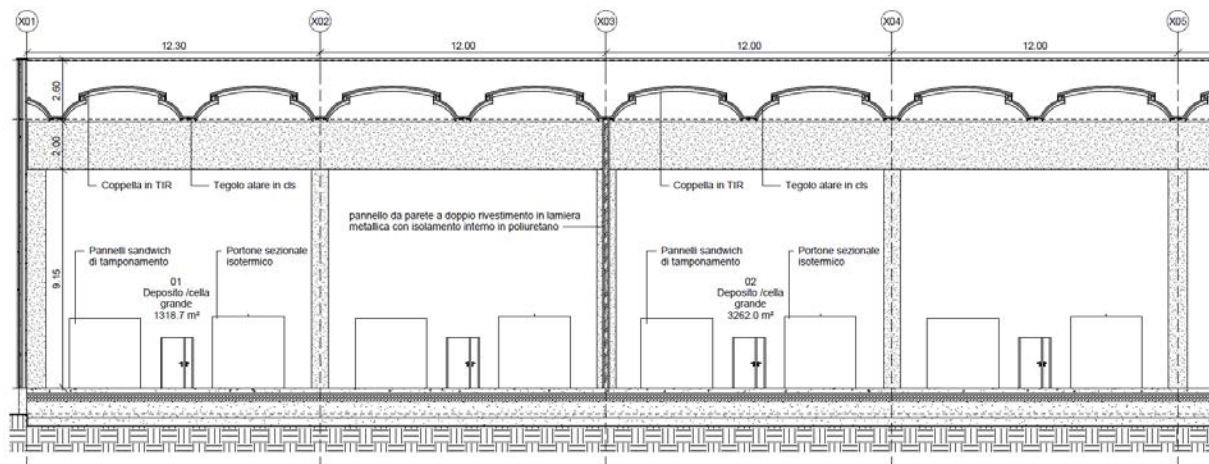 X01
X02
X03
X04
X05
12.30
12.00
12.00
12.00
2.60
2.00
9.15
Coppella in TIR
Tegolo alare in cls
Coppella in TIR
Tegolo alare in cls
pannello da parete a doppio rivestimento in lamiera
metallica con isolamento interno in poliuretano
Pannelli sandwich
di tamponamento
Portone sezionale
isotermico
01
Deposito /cella
grande
1318.7 m²
Pannelli sandwich
di tamponamento
Portone sezionale
isotermico
02
Deposito /cella
grande
3262.0 m²